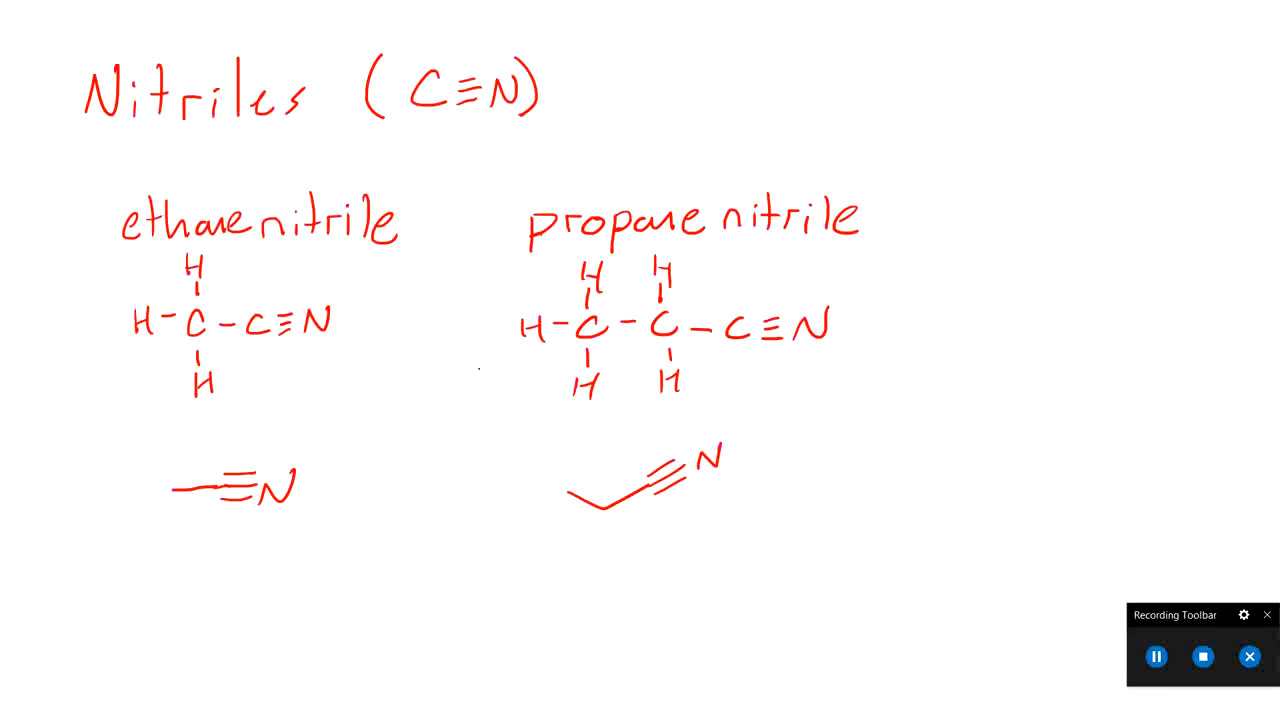 Nitriles (C≡N)
ethanenitrile
H
H-C-C≡N
H
≡N
propanenitrile
H H
H-C-C-C≡N
H H
≡N
Recording Toolbar